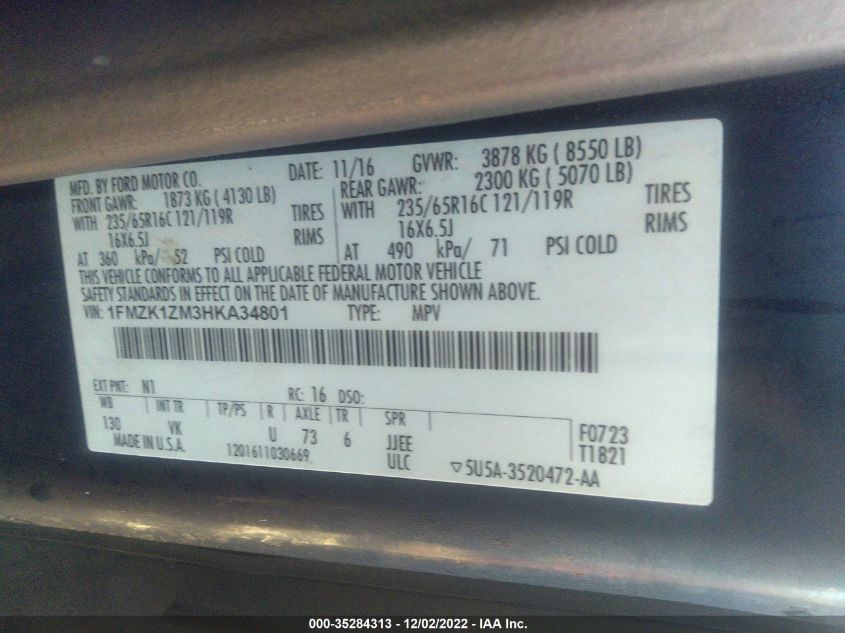 MFD. BY FORD MOTOR CO. DATE: 11/16 GVWR: 3878 KG ( 8550 LB)
FRONT GAWR: 1873 KG ( 4130 LB) REAR GAWR: 2300 KG ( 5070 LB)
WITH 235/65R16C 121/119R TIRES WITH 235/65R16C 121/119R TIRES
16X6.5J RIMS 16X6.5J RIMS
AT 360 kPa/ 52 PSI COLD AT 490 kPa/ 71 PSI COLD
THIS VEHICLE CONFORMS TO ALL APPLICABLE FEDERAL MOTOR VEHICLE
SAFETY STANDARDS IN EFFECT ON THE DATE OF MANUFACTURE SHOWN ABOVE.
VIN: 1FMZK1ZM3HKA34801 TYPE: MPV
EXT PNT: N1 RC: 16 DSO:
WB INT TR TP/PS R AXLE TR SPR
130 VK U 73 6 JJEE F0723
MADE IN U.S.A. 1201611030669 ULC T1821
▽5U5A-3520472-AA
000-35284313 - 12/02/2022 - IAA Inc.